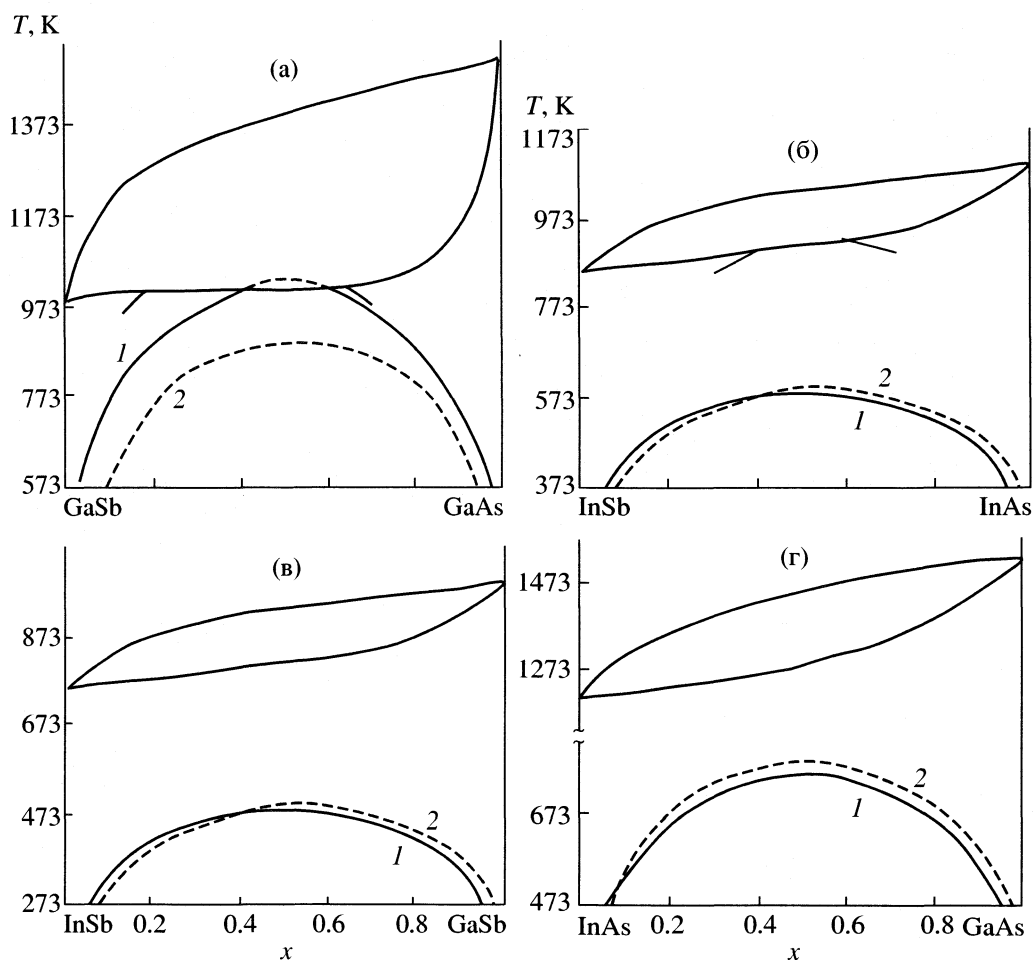 T, K
(а)
1373
1173
973
773
573
1
2
GaSb GaAs
T, K
(б)
1173
973
773
573
373
2
1
InSb InAs
(в)
873
673
473
273
2
1
InSb 0.2 0.4 0.6 0.8 GaSb
x
(г)
1473
1273
673
473
2
1
InAs 0.2 0.4 0.6 0.8 GaAs
x